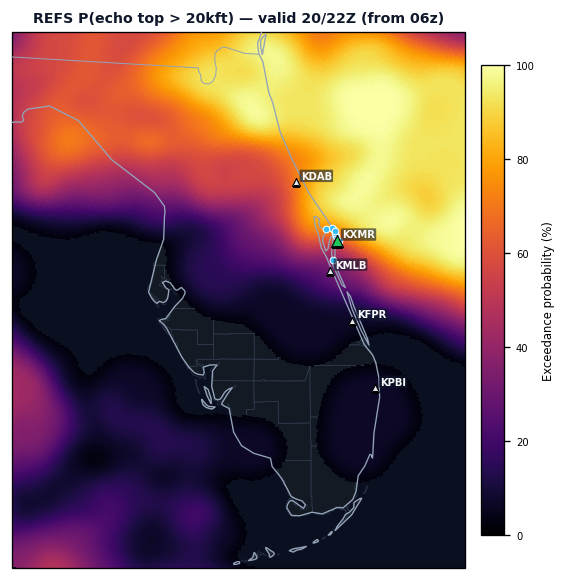 REFS P(echo top > 20kft) — valid 20/22Z (from 06z)
KDAB
KXMR
KMLB
KFPR
KPBI
100
80
60
40
20
0
Exceedance probability (%)